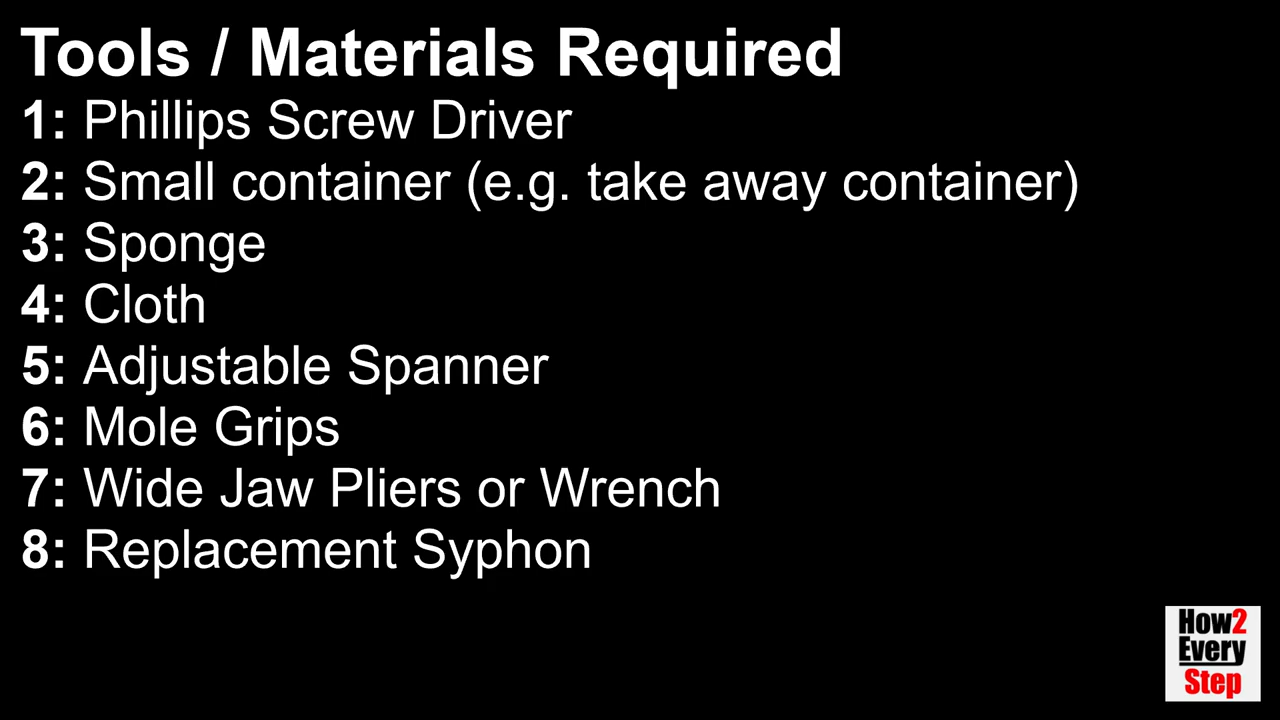 Tools / Materials Required
1: Phillips Screw Driver
2: Small container (e.g. take away container)
3: Sponge
4: Cloth
5: Adjustable Spanner
6: Mole Grips
7: Wide Jaw Pliers or Wrench
8: Replacement Syphon
How2
Every
Step